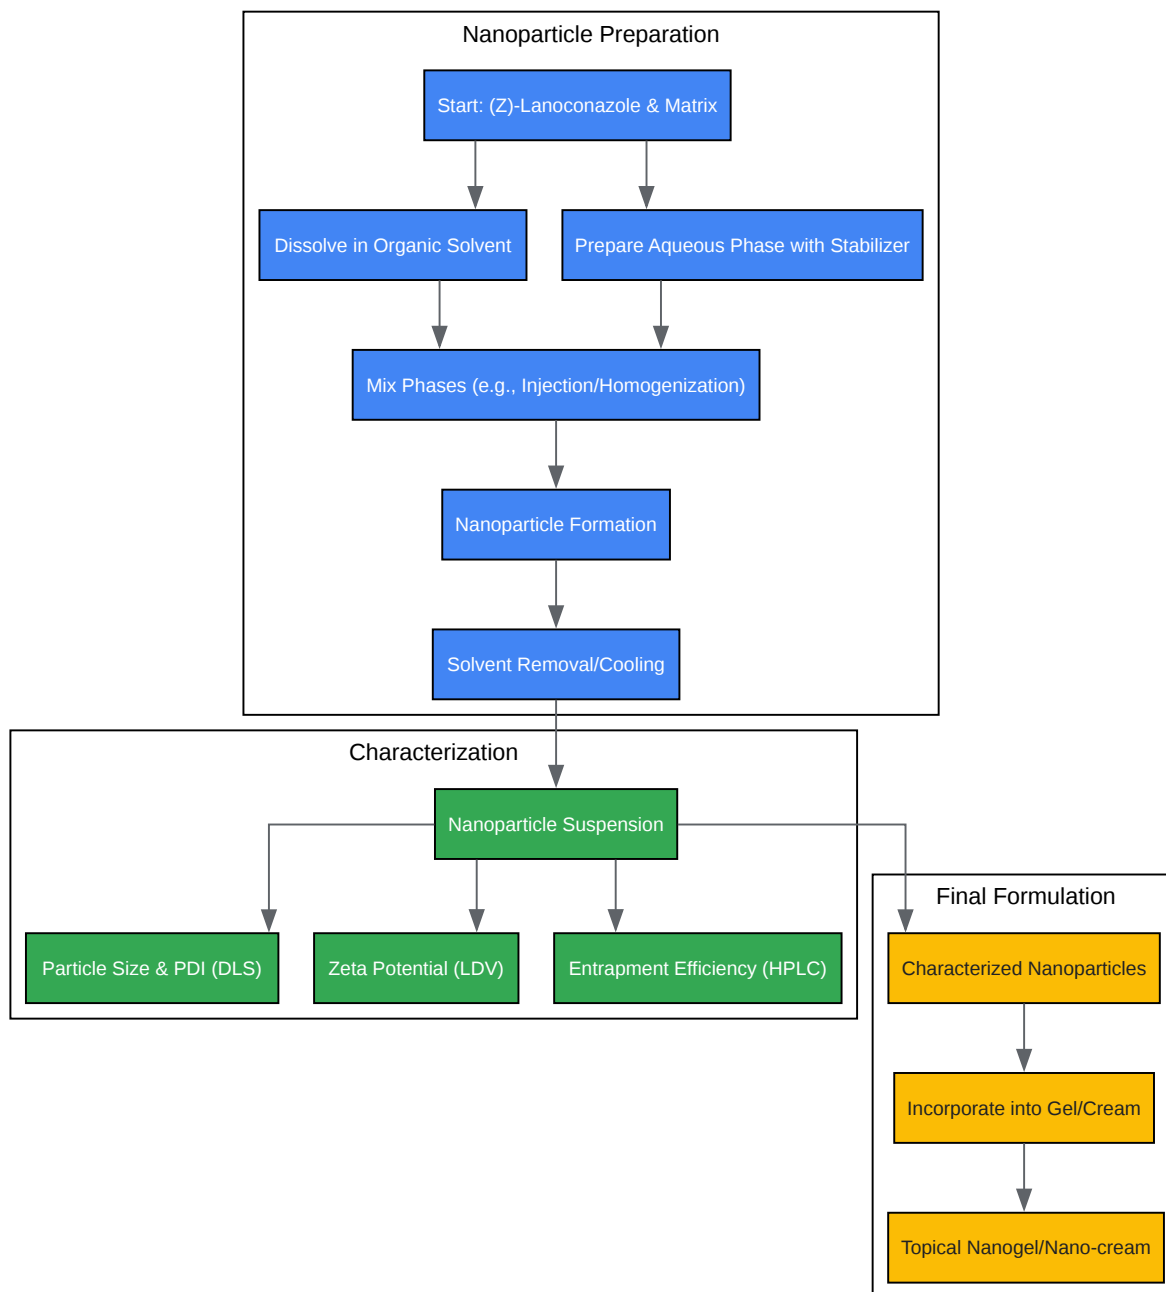 Nanoparticle Preparation
Start: (Z)-Lanoconazole & Matrix
Dissolve in Organic Solvent
Prepare Aqueous Phase with Stabilizer
Mix Phases (e.g., Injection/Homogenization)
Nanoparticle Formation
Solvent Removal/Cooling
Characterization
Nanoparticle Suspension
Particle Size & PDI (DLS)
Zeta Potential (LDV)
Entrapment Efficiency (HPLC)
Final Formulation
Characterized Nanoparticles
Incorporate into Gel/Cream
Topical Nanogel/Nano-cream